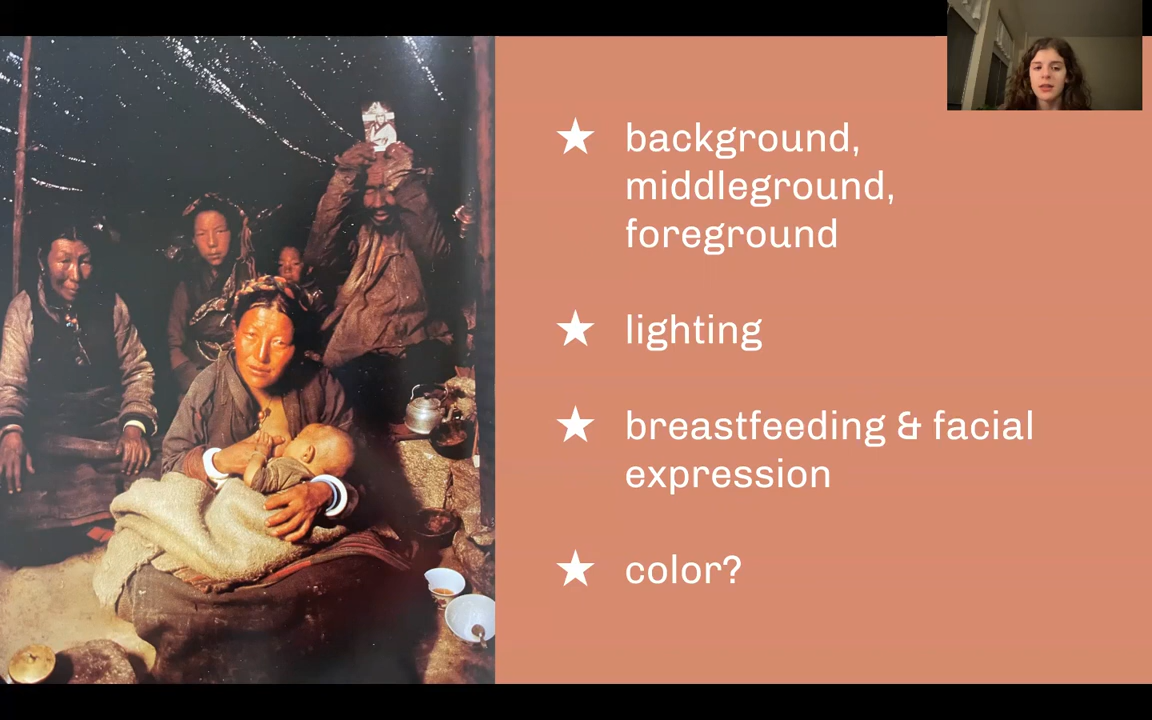 background,
middleground,
foreground
lighting
breastfeeding & facial
expression
color?